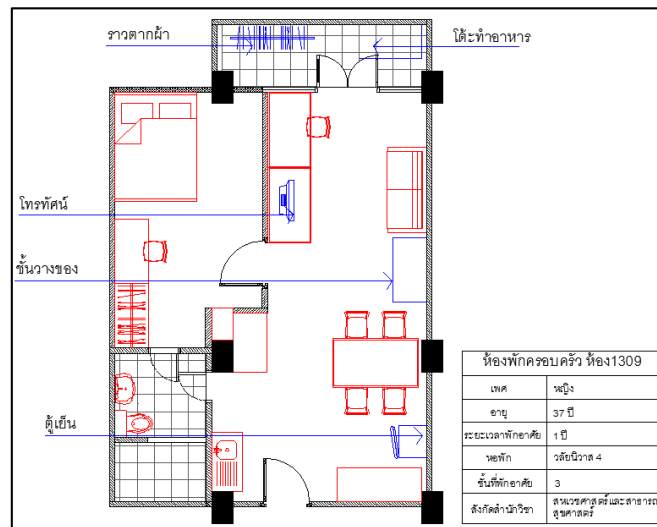 ราวตากผ้า
โต๊ะทำอาหาร
โทรทัศน์
ชั้นวางของ
ตู้เย็น
ห้องพักครอบครัว ห้อง1309
เพศ หญิง
อายุ 37 ปี
ระยะเวลาพักอาศัย 1 ปี
หอพัก วลัยนิวาส 4
ชั้นที่พักอาศัย 3
สังกัดสำนักวิชา สหเวชศาสตร์และสาธารณ
สุขศาสตร์